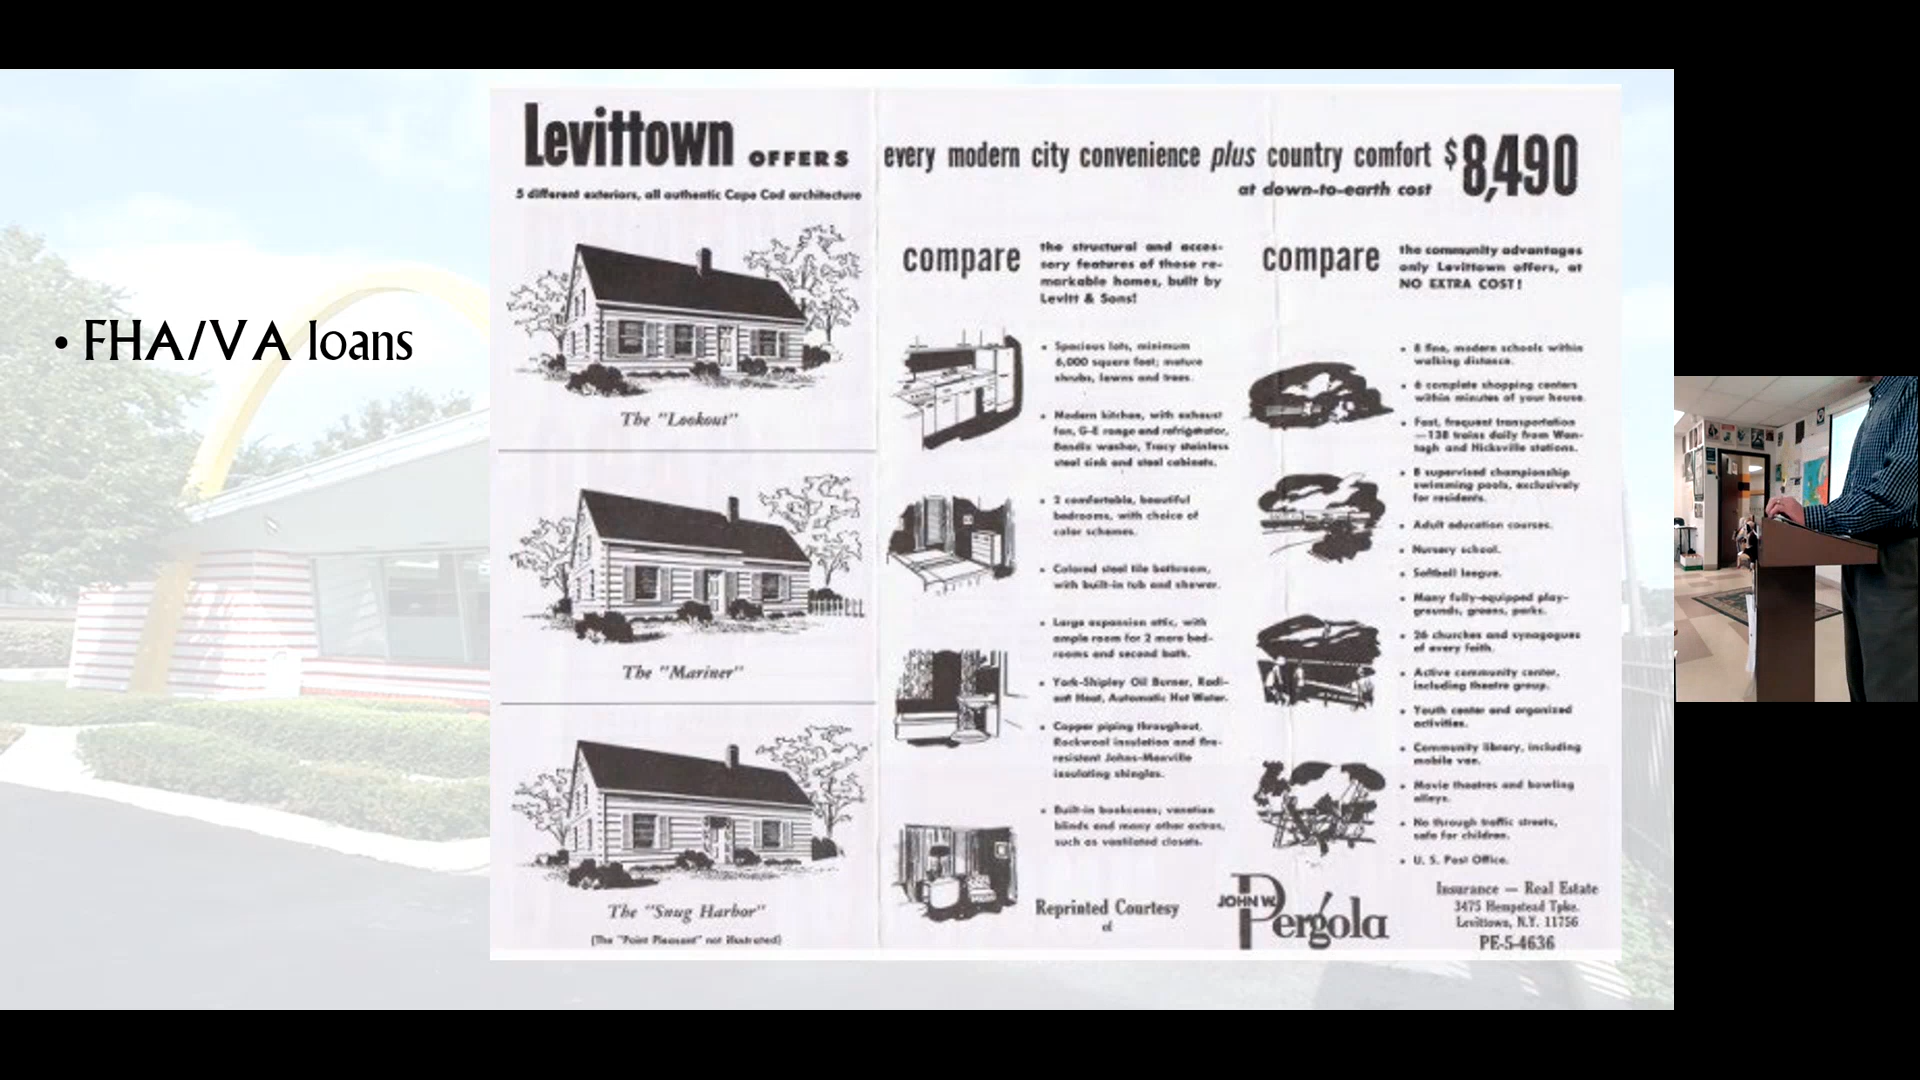 • FHA/VA loans
Levittown OFFERS
5 different exteriors, all authentic Cape Cod architecture
The "Lookout"
The "Mariner"
The "Snug Harbor"
(The "Point Pleasant" not illustrated)
every modern city convenience plus country comfort $8,490
at down-to-earth cost
compare
the structural and acces-
sory features of these re-
markable homes, built by
Levitt & Sons!
• Spacious lots, minimum
6,000 square feet; mature
shrubs, lawns and trees.
• Modern kitchen, with exhaust
fan, G-E range and refrigerator,
Bendix washer, Tracy stainless
steel sink and steel cabinets.
• 2 comfortable, beautiful
bedrooms, with choice of
color schemes.
• Colored steel tile bathroom,
with built-in tub and shower.
• Large expansion attic, with
ample room for 2 more bed-
rooms and second bath.
• York-Shipley Oil Burner, Radi-
ant Heat, Automatic Hot Water.
• Copper piping throughout,
Rockwool insulation and fire-
resistant Johns-Manville
insulating shingles.
• Built-in bookcases; venetian
blinds and many other extras,
such as ventilated closets.
Reprinted Courtesy
of
compare
the community advantages
only Levittown offers, at
NO EXTRA COST!
• 8 fine, modern schools within
walking distance.
• 6 complete shopping centers
within minutes of your house.
• Fast, frequent transportation
—138 trains daily from Wan-
tagh and Hicksville stations.
• 8 supervised championship
swimming pools, exclusively
for residents.
• Adult education courses.
• Nursery school.
• Softball league.
• Many fully-equipped play-
grounds, greens, parks.
• 26 churches and synagogues
of every faith.
• Active community center,
including theatre group.
• Youth center and organized
activities.
• Community library, including
mobile van.
• Movie theatres and bowling
alleys.
• No through traffic streets,
safe for children.
• U. S. Post Office.
JOHN W. Pergola
Insurance — Real Estate
3475 Hempstead Tpke.
Levittown, N.Y. 11756
PE-5-4636